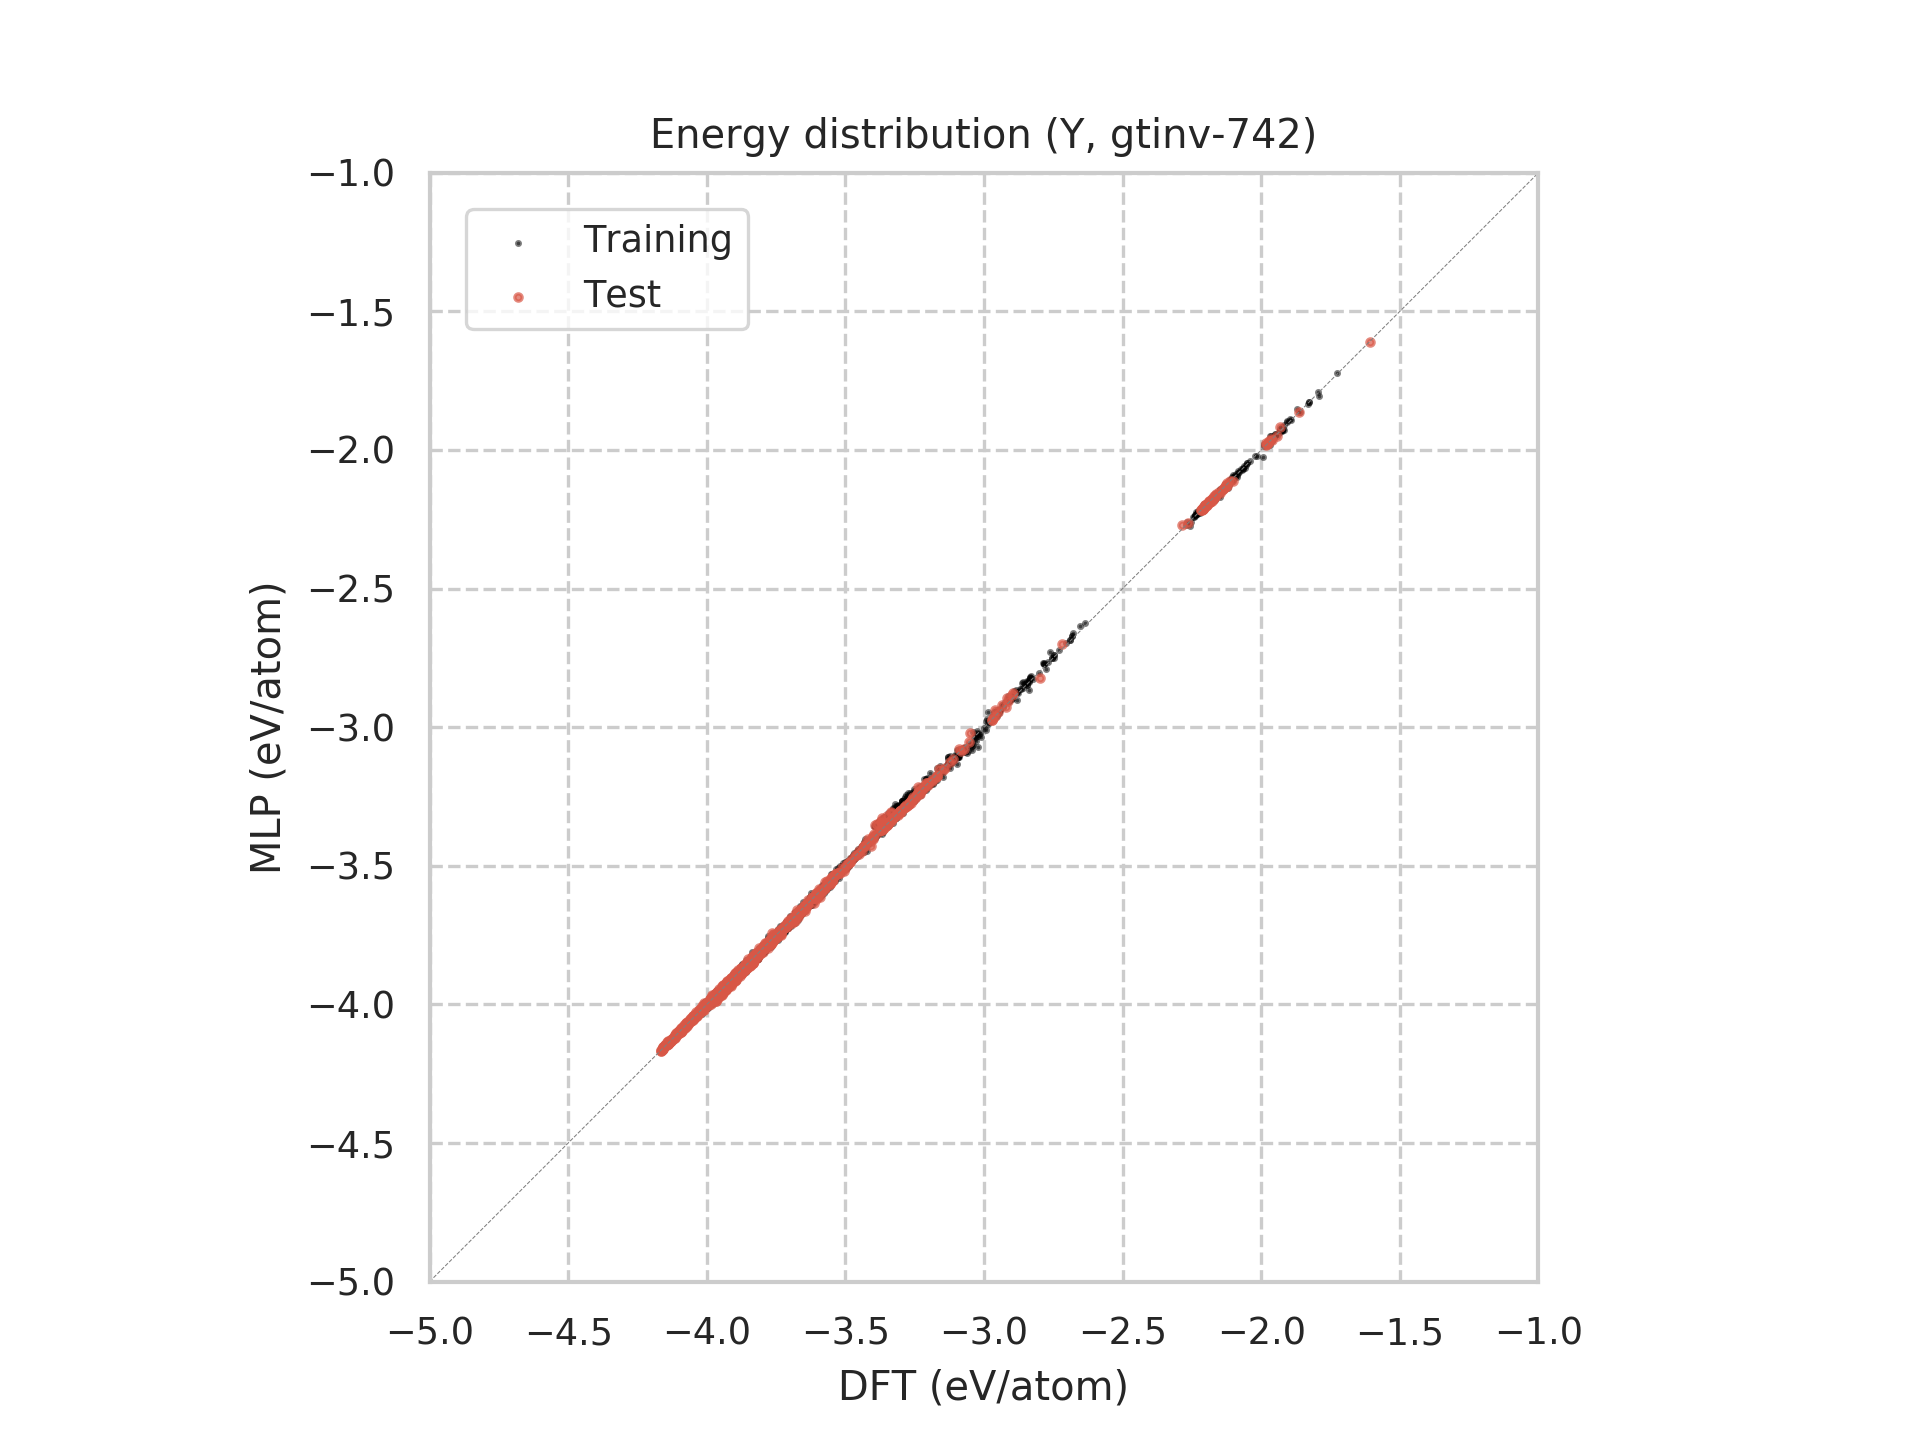 Energy distribution (Y, gtinv-742)
Training
Test
MLP (eV/atom)
−1.0
−1.5
−2.0
−2.5
−3.0
−3.5
−4.0
−4.5
−5.0
−5.0 −4.5 −4.0 −3.5 −3.0 −2.5 −2.0 −1.5 −1.0
DFT (eV/atom)